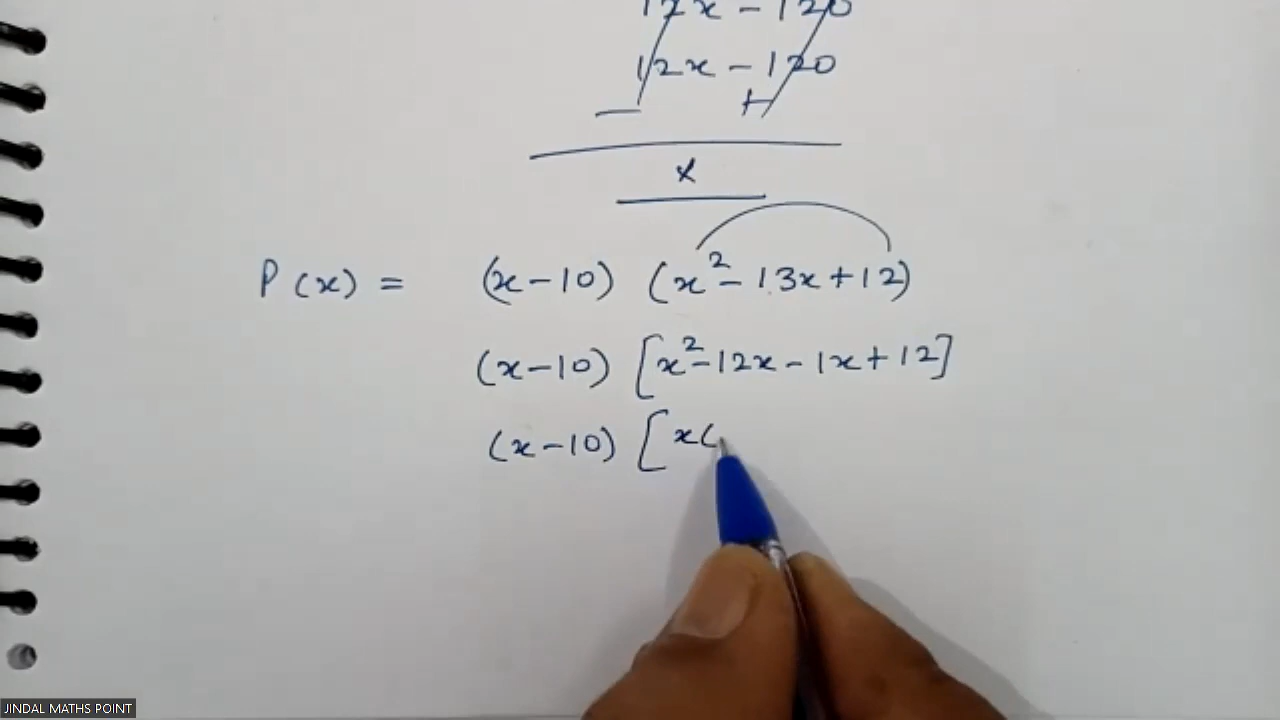 12x - 120
12x - 120
- +
x
P(x) = (x-10) (x² - 13x + 12)
(x-10) [x² - 12x - 1x + 12]
(x-10) [x(
JINDAL MATHS POINT